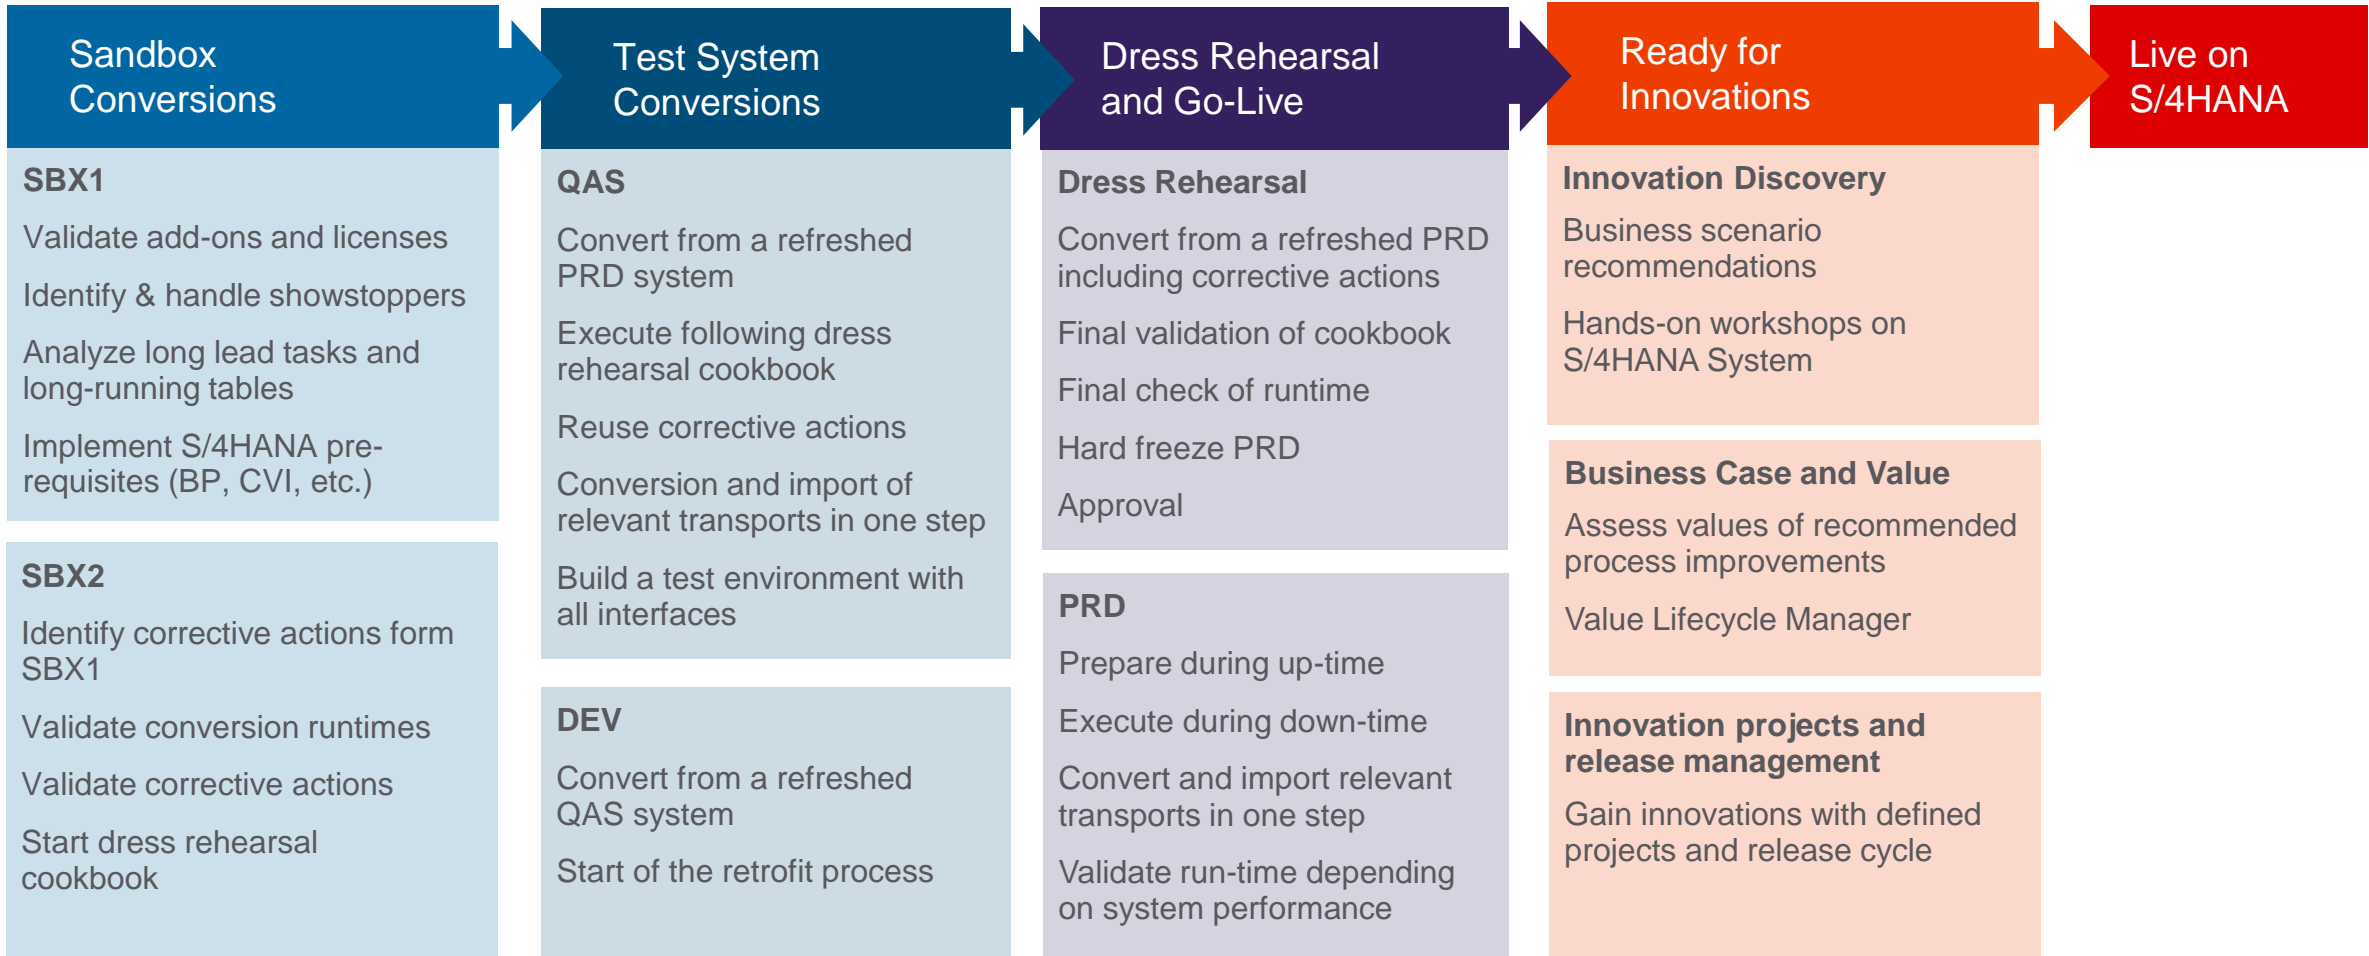 Sandbox
Conversions
SBX1
Validate add-ons and licenses
Identify & handle showstoppers
Analyze long lead tasks and
long-running tables
Implement S/4HANA pre-
requisites (BP, CVI, etc.)
SBX2
Identify corrective actions form
SBX1
Validate conversion runtimes
Validate corrective actions
Start dress rehearsal
cookbook
Test System
Conversions
QAS
Convert from a refreshed
PRD system
Execute following dress
rehearsal cookbook
Reuse corrective actions
Conversion and import of
relevant transports in one step
Build a test environment with
all interfaces
DEV
Convert from a refreshed
QAS system
Start of the retrofit process
Dress Rehearsal
and Go-Live
Dress Rehearsal
Convert from a refreshed PRD
including corrective actions
Final validation of cookbook
Final check of runtime
Hard freeze PRD
Approval
PRD
Prepare during up-time
Execute during down-time
Convert and import relevant
transports in one step
Validate run-time depending
on system performance
Ready for
Innovations
Innovation Discovery
Business scenario
recommendations
Hands-on workshops on
S/4HANA System
Business Case and Value
Assess values of recommended
process improvements
Value Lifecycle Manager
Innovation projects and
release management
Gain innovations with defined
projects and release cycle
Live on
S/4HANA